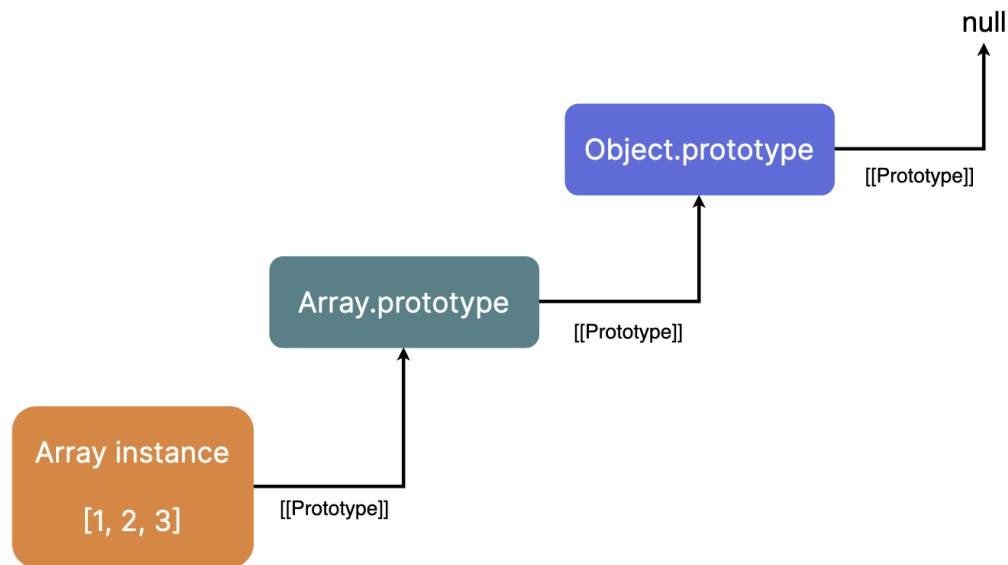 null
Object.prototype
[[Prototype]]
Array.prototype
[[Prototype]]
Array instance
[1, 2, 3]
[[Prototype]]